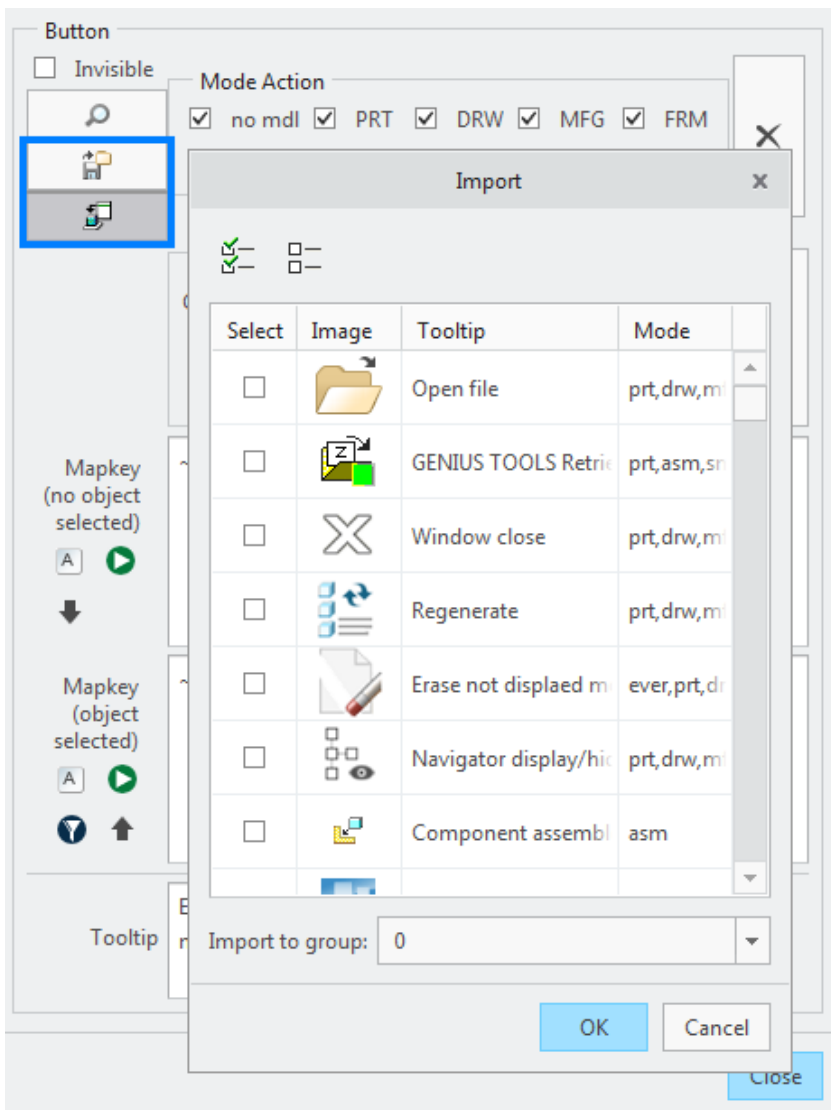 Button
Invisible
Mode Action
no mdl PRT DRW MFG FRM
Import
Select Image Tooltip Mode
Open file prt,drw,m
GENIUS TOOLS Retrie prt,asm,sn
Window close prt,drw,m
Regenerate prt,drw,m
Erase not displaed m ever,prt,dr
Navigator display/hic prt,drw,m
Component assembl asm
Mapkey
(no object
selected)
A
Mapkey
(object
selected)
A
Tooltip
Import to group: 0
OK Cancel
Close